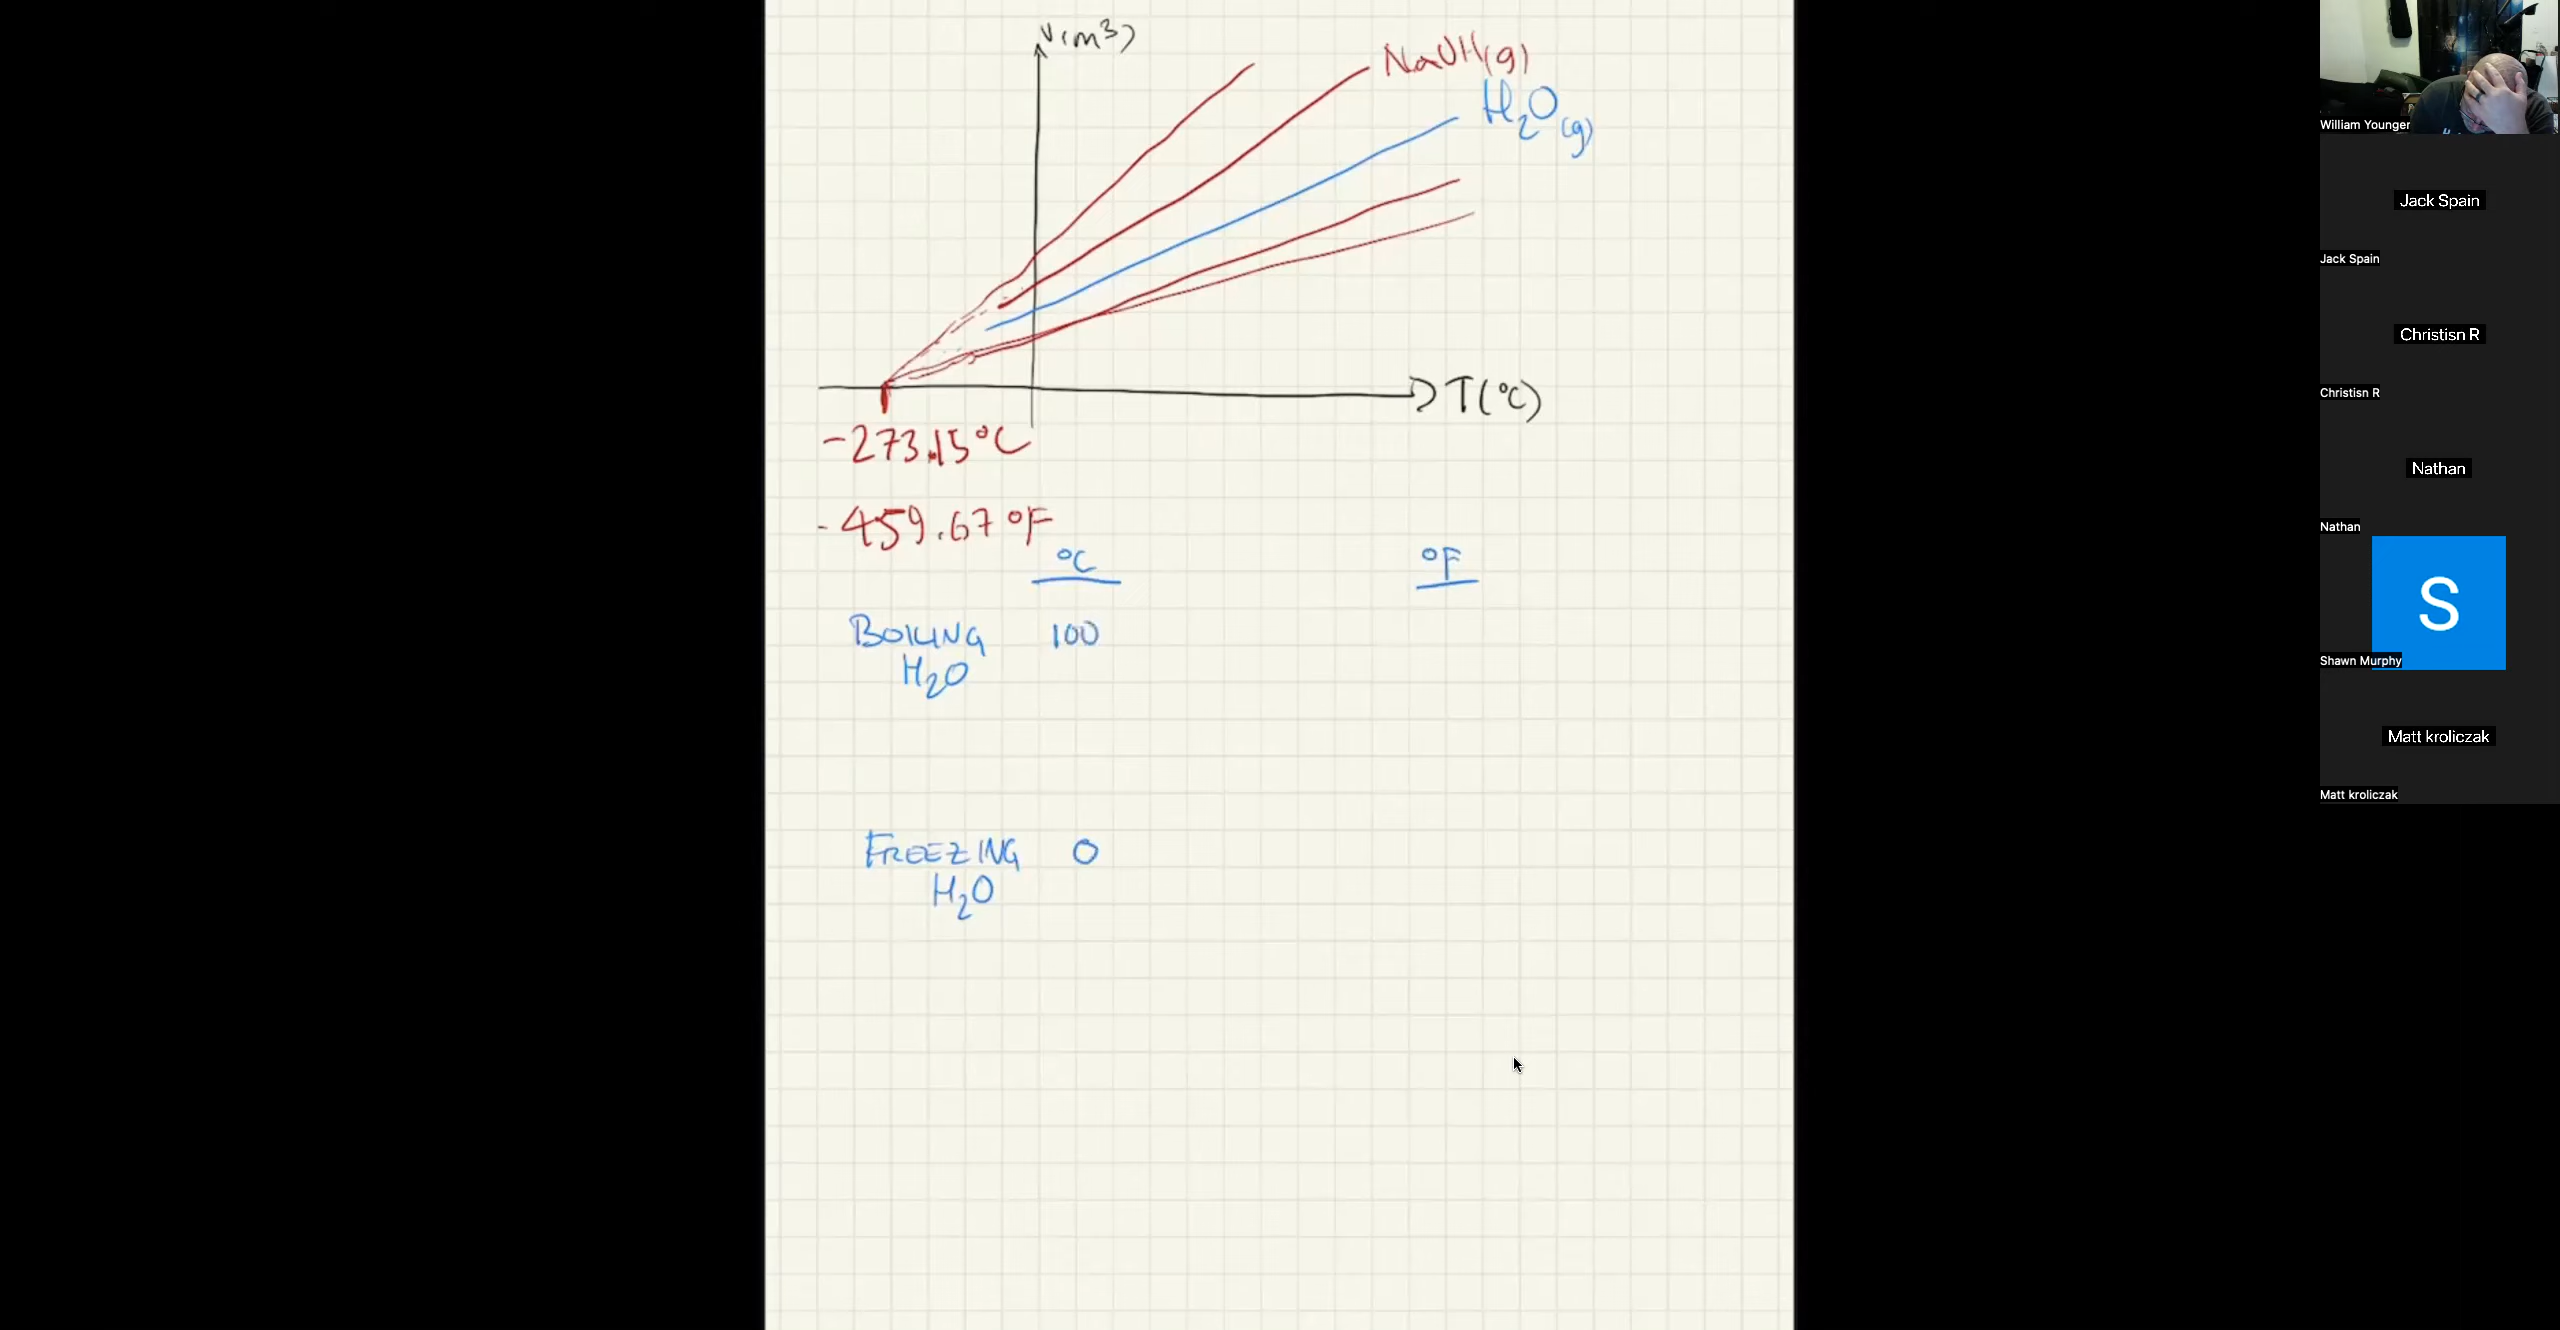 V(m³)
NaOH(g)
H₂O(g)
T(°C)
-273.15°C
-459.67°F
°C °F
BOILING 100
H₂O
FREEZING 0
H₂O
William Younger
Jack Spain
Jack Spain
Christisn R
Christisn R
Nathan
Nathan
S
Shawn Murphy
Matt kroliczak
Matt kroliczak